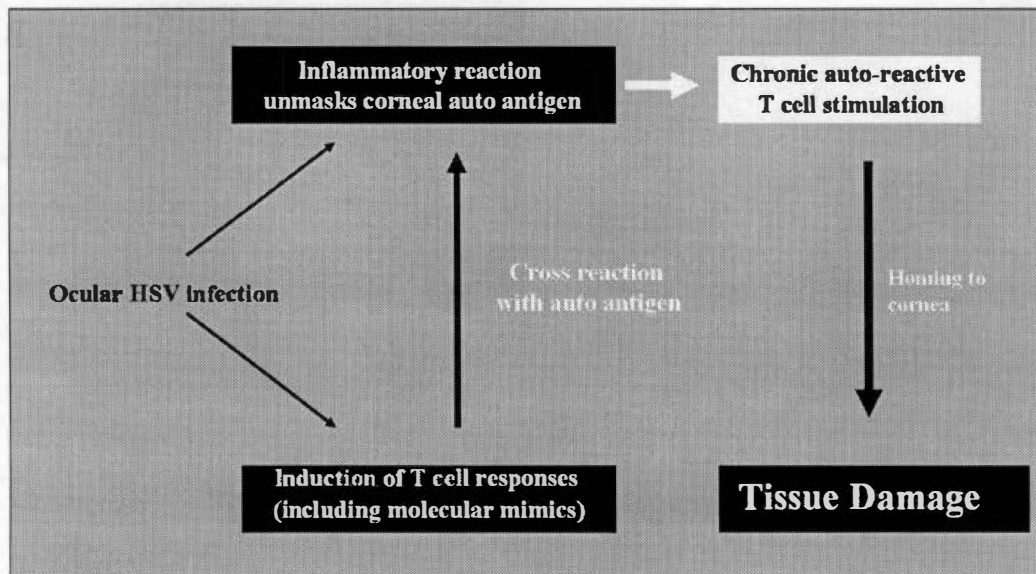 Inflammatory reaction
unmasks corneal auto antigen
Chronic auto-reactive
T cell stimulation
Ocular HSV infection
Cross reaction
with auto antigen
Homing to
cornea
Induction of T cell responses
(including molecular mimics)
Tissue Damage